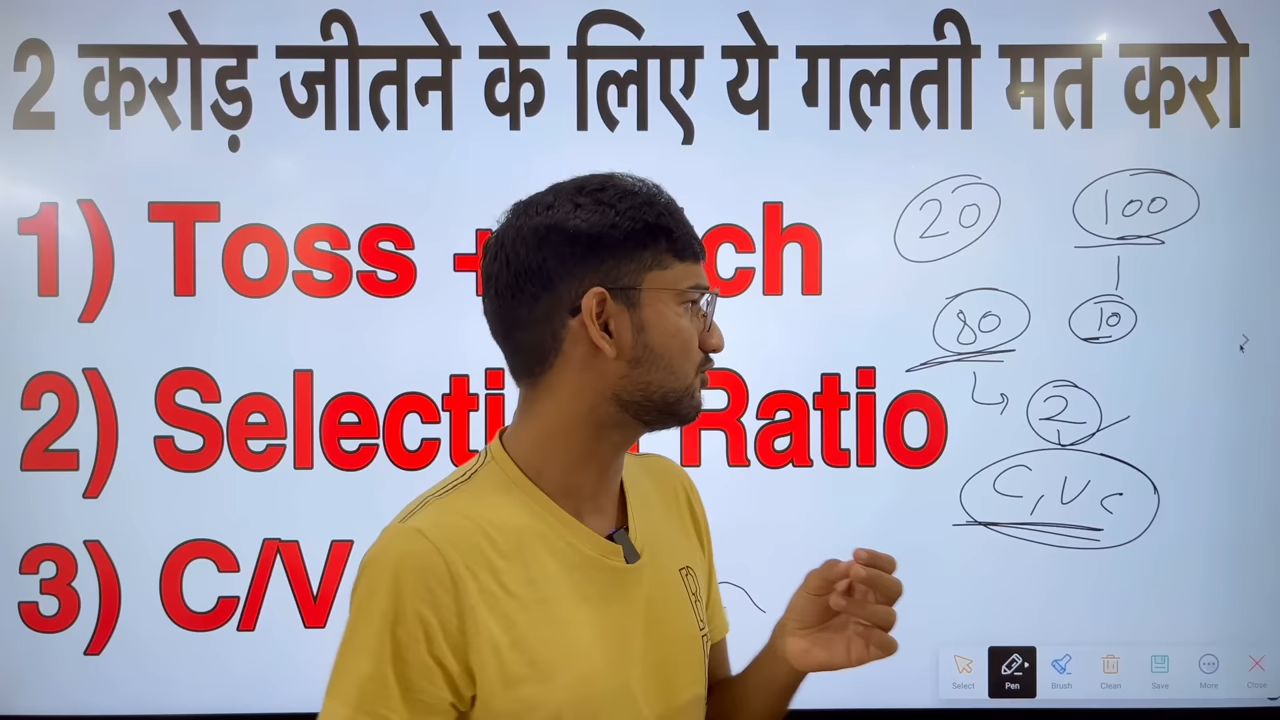 2 करोड़ जीतने के लिए ये गलती मत करो
1) Toss + ch
20
100
80
10
2) Selecti Ratio
2
C, Vc
3) C/V
Select
Pen
Brush
Clean
Save
More
Close